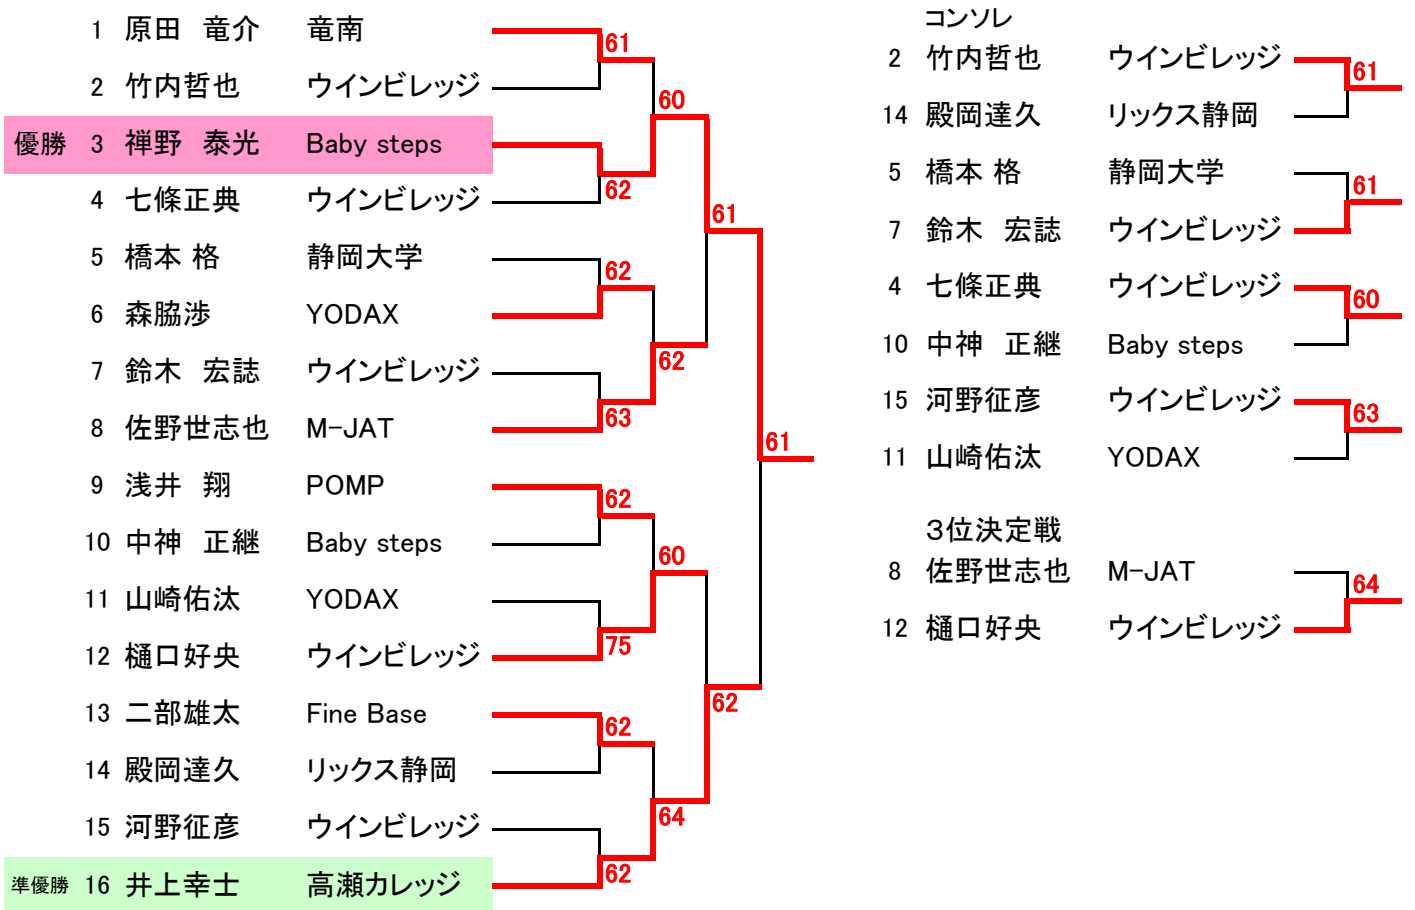 1 原田　竜介 竜南
61
2 竹内哲也 ウインビレッジ
60
優勝 3 禅野　泰光 Baby steps
62
4 七條正典 ウインビレッジ
61
5 橋本 格 静岡大学
62
6 森脇渉 YODAX
62
7 鈴木　宏誌 ウインビレッジ
63
8 佐野世志也 M-JAT
61
9 浅井　翔 POMP
62
10 中神　正継 Baby steps
60
11 山崎佑汰 YODAX
75
12 樋口好央 ウインビレッジ
62
13 二部雄太 Fine Base
62
14 殿岡達久 リックス静岡
64
15 河野征彦 ウインビレッジ
62
準優勝 16 井上幸士 高瀬カレッジ
コンソレ
2 竹内哲也 ウインビレッジ
61
14 殿岡達久 リックス静岡
5 橋本 格 静岡大学
61
7 鈴木　宏誌 ウインビレッジ
4 七條正典 ウインビレッジ
60
10 中神　正継 Baby steps
15 河野征彦 ウインビレッジ
63
11 山崎佑汰 YODAX
３位決定戦
8 佐野世志也 M-JAT
64
12 樋口好央 ウインビレッジ